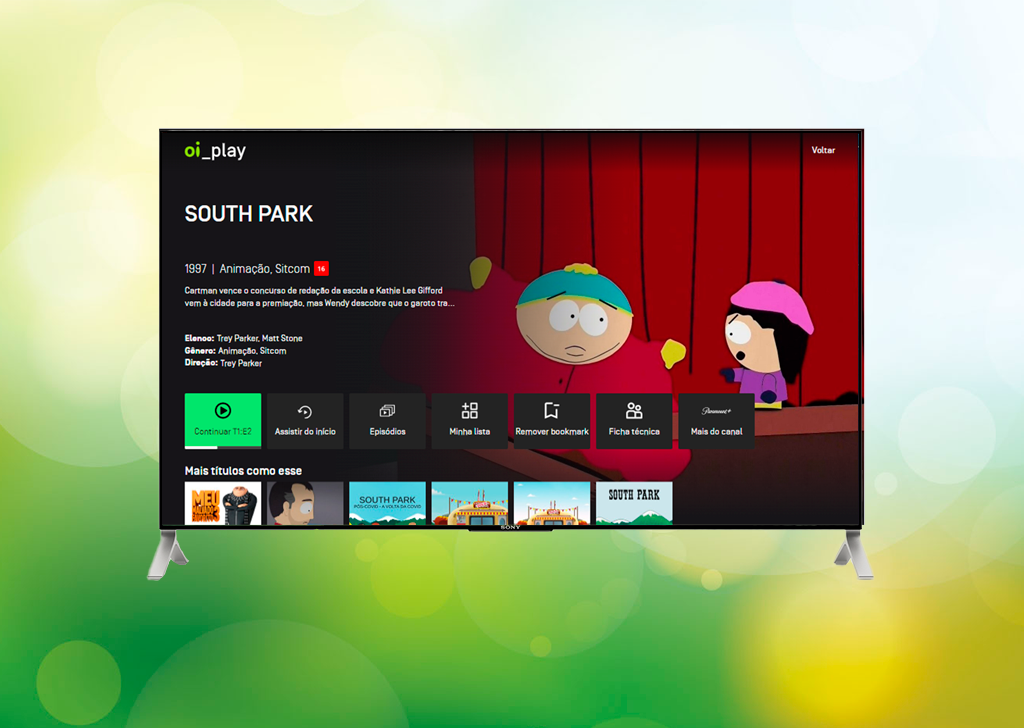 oi_play
Voltar
SOUTH PARK
1997 | Animação, Sitcom 16
Cartman vence o concurso de redação da escola e Kathie Lee Gifford
vem à cidade para a premiação, mas Wendy descobre que o garoto tra...
Elenco: Trey Parker, Matt Stone
Gênero: Animação, Sitcom
Direção: Trey Parker
Continuar T1:E2
Assistir do início
Episódios
Minha lista
Remover bookmark
Ficha técnica
Paramount+
Mais do canal
Mais títulos como esse
MEU
MALVADO
SOUTH PARK
PÓS-COVID - A VOLTA DA COVID
SOUTH PARK
SONY